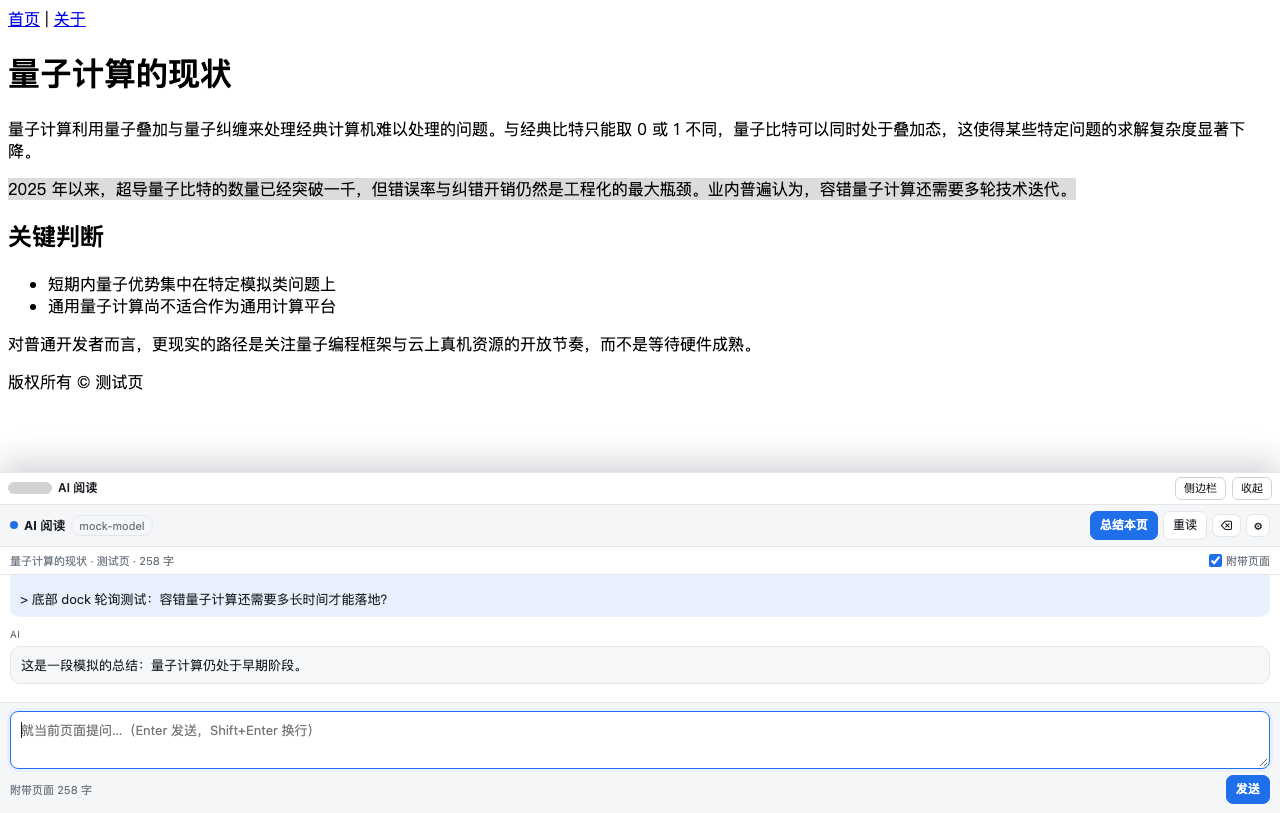 首页 | 关于
量子计算的现状
量子计算利用量子叠加与量子纠缠来处理经典计算机难以处理的问题。与经典比特只能取 0 或 1 不同，量子比特可以同时处于叠加态，这使得某些特定问题的求解复杂度显著下
降。
2025 年以来，超导量子比特的数量已经突破一千，但错误率与纠错开销仍然是工程化的最大瓶颈。业内普遍认为，容错量子计算还需要多轮技术迭代。
关键判断
• 短期内量子优势集中在特定模拟类问题上
• 通用量子计算尚不适合作为通用计算平台
对普通开发者而言，更现实的路径是关注量子编程框架与云上真机资源的开放节奏，而不是等待硬件成熟。
版权所有 © 测试页
AI 阅读 侧边栏 收起
AI 阅读 mock-model 总结本页 重读
量子计算的现状 · 测试页 · 258 字 附带页面
> 底部 dock 轮询测试：容错量子计算还需要多长时间才能落地?
AI
这是一段模拟的总结：量子计算仍处于早期阶段。
就当前页面提问...（Enter 发送，Shift+Enter 换行）
附带页面 258 字 发送